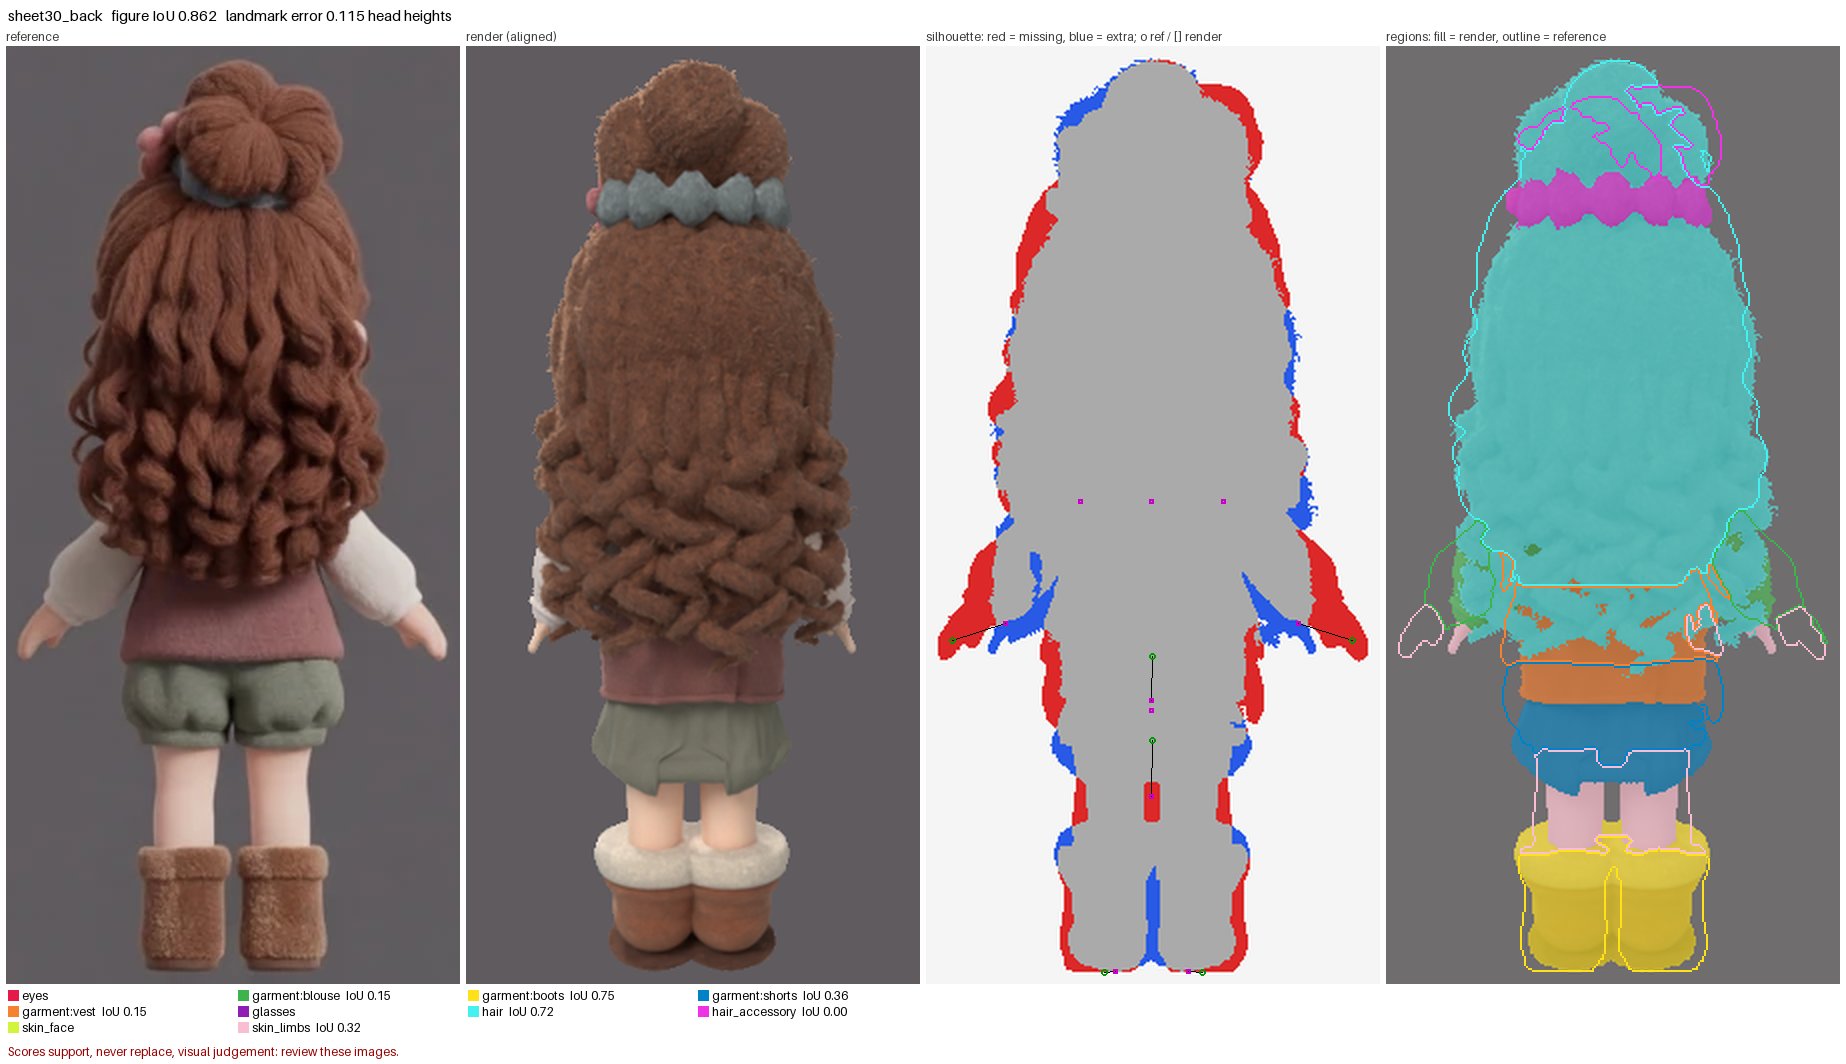 sheet30_back figure IoU 0.862 landmark error 0.115 head heights
reference
render (aligned)
silhouette: red = missing, blue = extra; o ref / [] render
regions: fill = render, outline = reference
eyes
garment:blouse IoU 0.15
garment:boots IoU 0.75
garment:shorts IoU 0.36
garment:vest IoU 0.15
glasses
hair IoU 0.72
hair_accessory IoU 0.00
skin_face
skin_limbs IoU 0.32
Scores support, never replace, visual judgement: review these images.